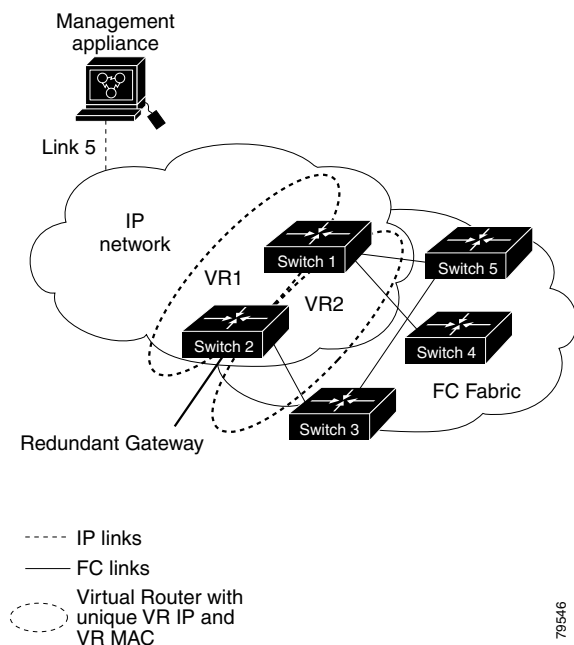 Management
appliance
Link 5
IP
network
Switch 1
Switch 5
VR1
VR2
Switch 2
Switch 4
FC Fabric
Switch 3
Redundant Gateway
IP links
FC links
Virtual Router with
unique VR IP and
VR MAC
79546